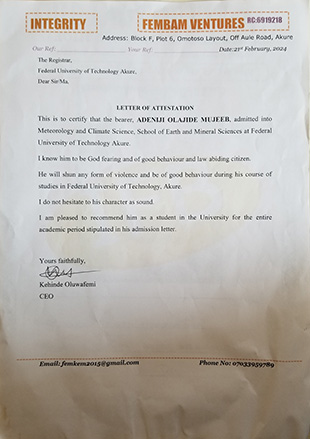 INTEGRITY FEMBAM VENTURES RC:6919218
Address: Block F, Plot 6, Omotoso Layout, Off Aule Road, Akure
Our Ref: Your Ref: Date:21st February, 2024
The Registrar,
Federal University of Technology Akure.
Dear Sir/Ma,
LETTER OF ATTESTATION
This is to certify that the bearer, ADENIJI OLAJIDE MUJEEB, admitted into
Meteorology and Climate Science, School of Earth and Mineral Sciences at Federal
University of Technology Akure.
I know him to be God fearing and of good behaviour and law abiding citizen.
He will shun any form of violence and be of good behaviour during his course of
studies in Federal University of Technology, Akure.
I do not hesitate to his character as sound.
I am pleased to recommend him as a student in the University for the entire
academic period stipulated in his admission letter.
Yours faithfully,
Kehinde Oluwafemi
CEO
Email: femkem2015@gmail.com Phone No: 07033959789